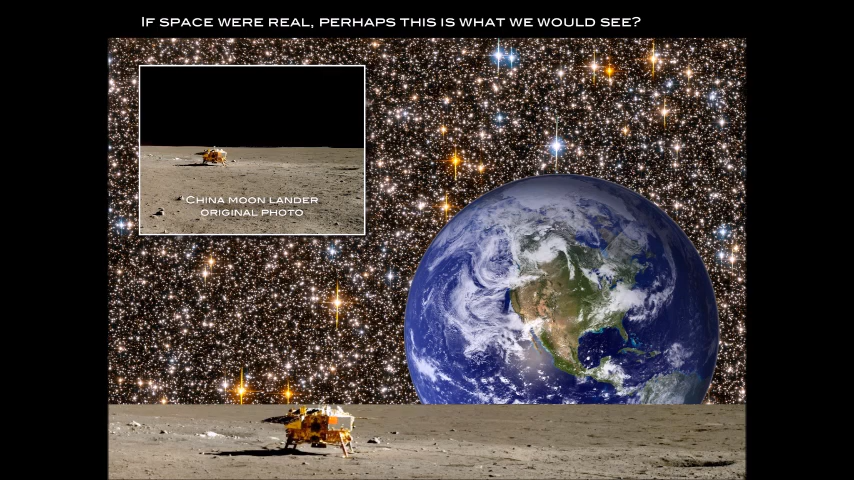 If space were real, perhaps this is what we would see?
*China moon lander
original photo